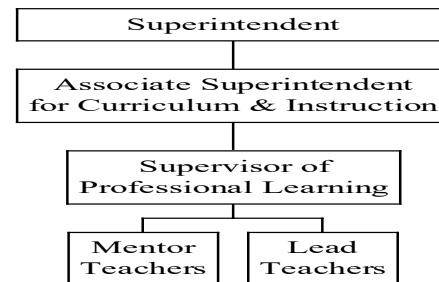 Superintendent
Associate Superintendent
for Curriculum & Instruction
Supervisor of
Professional Learning
Mentor
Teachers
Lead
Teachers